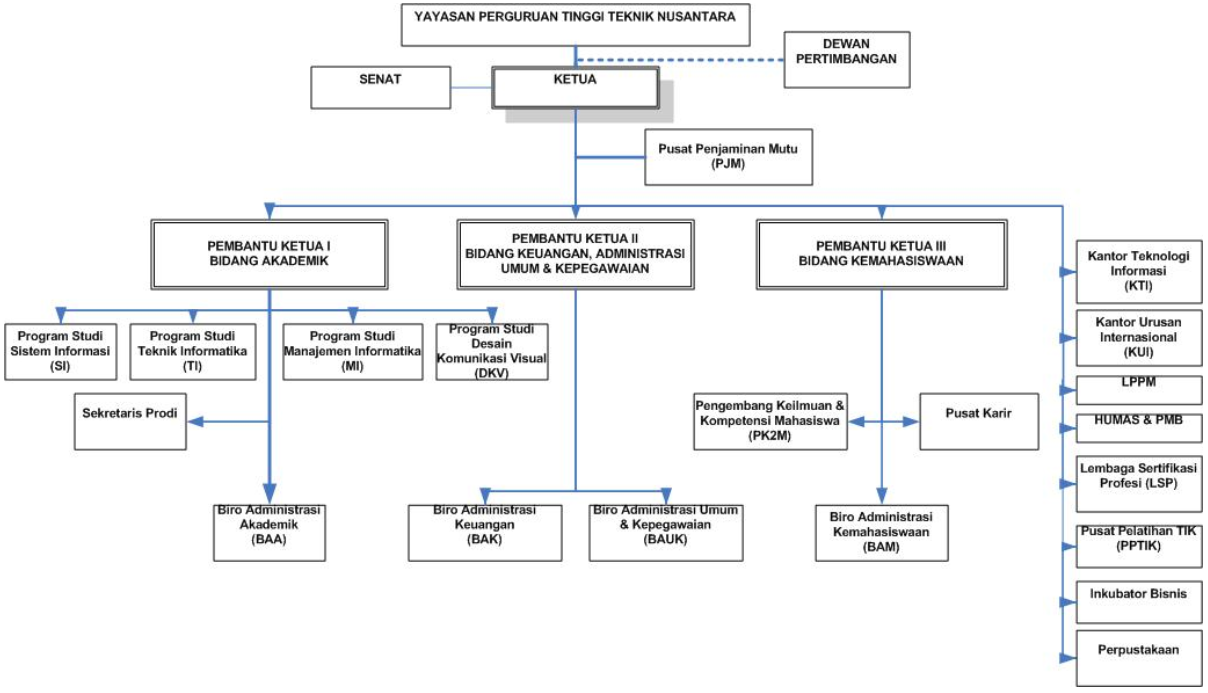 YAYASAN PERGURUAN TINGGI TEKNIK NUSANTARA
DEWAN
PERTIMBANGAN
SENAT
KETUA
Pusat Penjaminan Mutu
(PJM)
PEMBANTU KETUA I
BIDANG AKADEMIK
PEMBANTU KETUA II
BIDANG KEUANGAN, ADMINISTRASI
UMUM & KEPEGAWAIAN
PEMBANTU KETUA III
BIDANG KEMAHASISWAAN
Program Studi
Sistem Informasi
(SI)
Program Studi
Teknik Informatika
(TI)
Program Studi
Manajemen Informatika
(MI)
Program Studi
Desain
Komunikasi Visual
(DKV)
Sekretaris Prodi
Pengembang Keilmuan &
Kompetensi Mahasiswa
(PK2M)
Pusat Karir
Biro Administrasi
Akademik
(BAA)
Biro Administrasi
Keuangan
(BAK)
Biro Administrasi Umum
& Kepegawaian
(BAUK)
Biro Administrasi
Kemahasiswaan
(BAM)
Kantor Teknologi
Informasi
(KTI)
Kantor Urusan
Internasional
(KUI)
LPPM
HUMAS & PMB
Lembaga Sertifikasi
Profesi (LSP)
Pusat Pelatihan TIK
(PPTIK)
Inkubator Bisnis
Perpustakaan